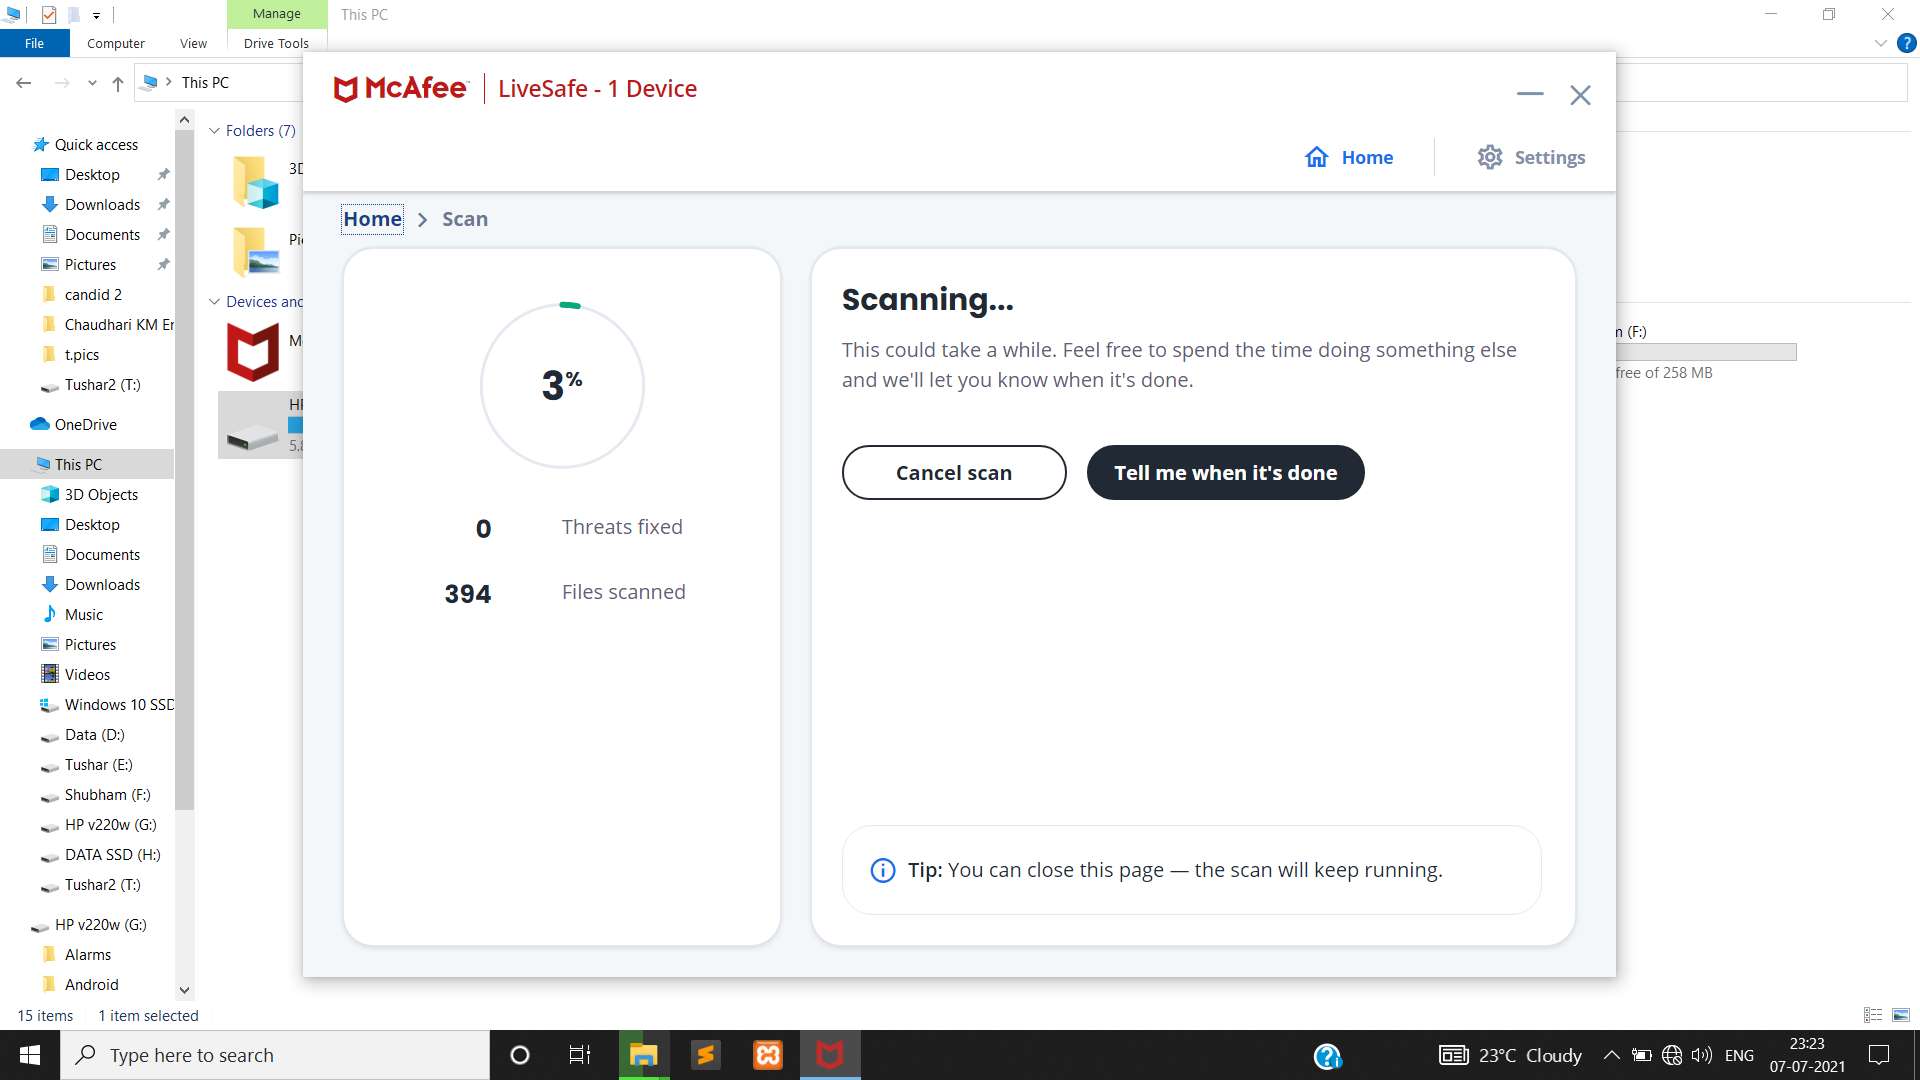 Manage
This PC
File
Computer
View
Drive Tools
This PC
McAfee
LiveSafe - 1 Device
Home
Settings
Home > Scan
Quick access
Desktop
Downloads
Documents
Pictures
candid 2
Chaudhari KM Er
t.pics
Tushar2 (T:)
OneDrive
This PC
3D Objects
Desktop
Documents
Downloads
Music
Pictures
Videos
Windows 10 SSD
Data (D:)
Tushar (E:)
Shubham (F:)
HP v220w (G:)
DATA SSD (H:)
Tushar2 (T:)
HP v220w (G:)
Alarms
Android
Folders (7)
3D
Pi
Devices and
M
HP
5.8
3%
0 Threats fixed
394 Files scanned
Scanning...
This could take a while. Feel free to spend the time doing something else
and we'll let you know when it's done.
Cancel scan
Tell me when it's done
Tip: You can close this page — the scan will keep running.
(F:)
free of 258 MB
15 items
1 item selected
Type here to search
23°C Cloudy
ENG
23:23
07-07-2021